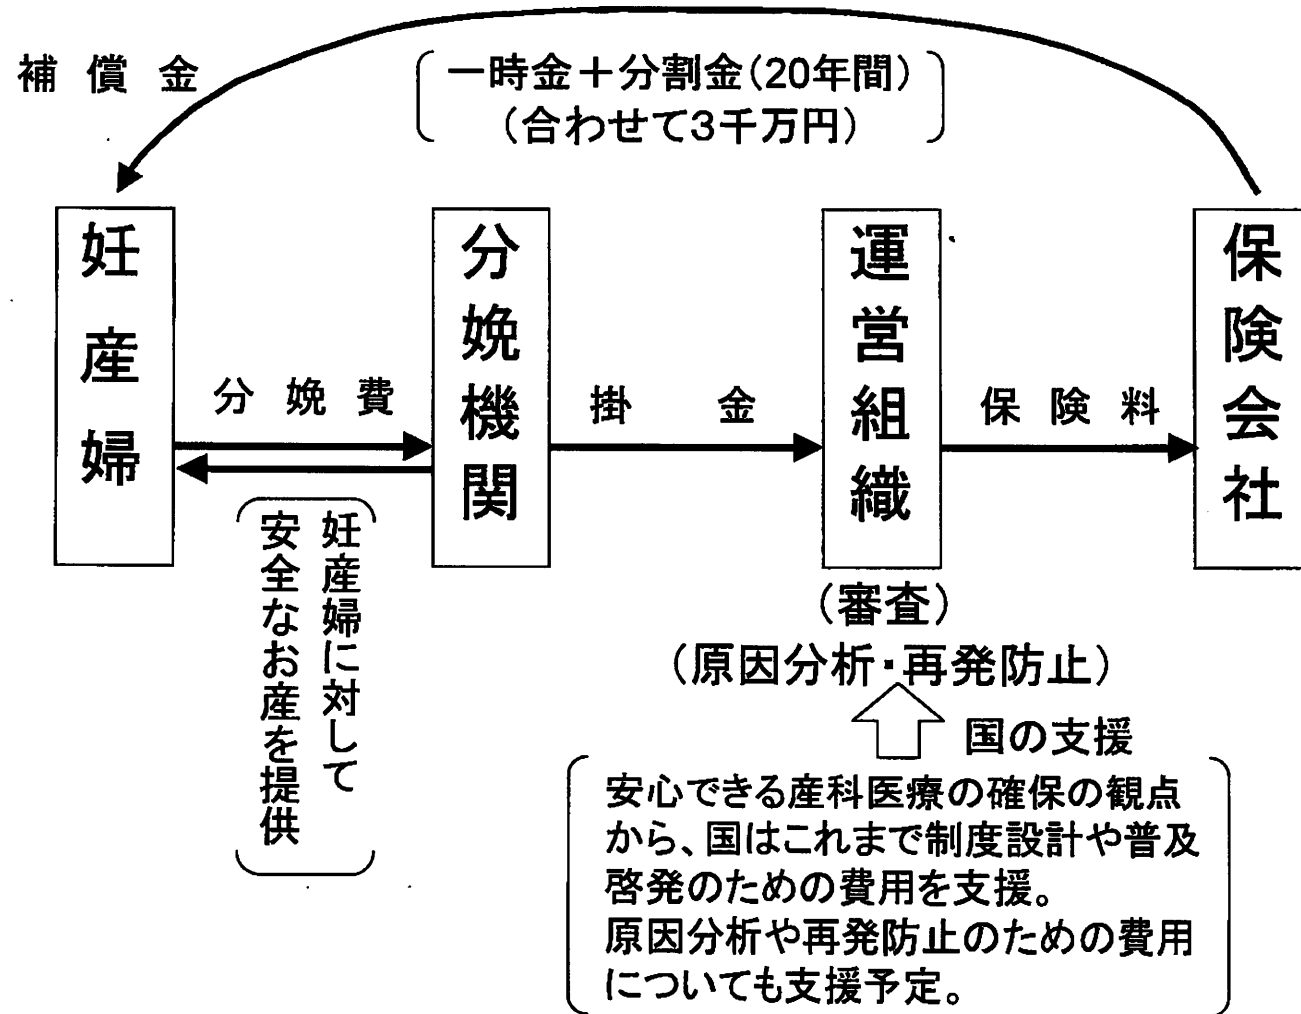 補償金
一時金＋分割金(20年間)
(合わせて3千万円)
妊産婦
分娩機関
運営組織
保険会社
分娩費
掛金
保険料
妊産婦に対して
安全なお産を提供
(審査)
(原因分析・再発防止)
国の支援
安心できる産科医療の確保の観点
から、国はこれまで制度設計や普及
啓発のための費用を支援。
原因分析や再発防止のための費用
についても支援予定。